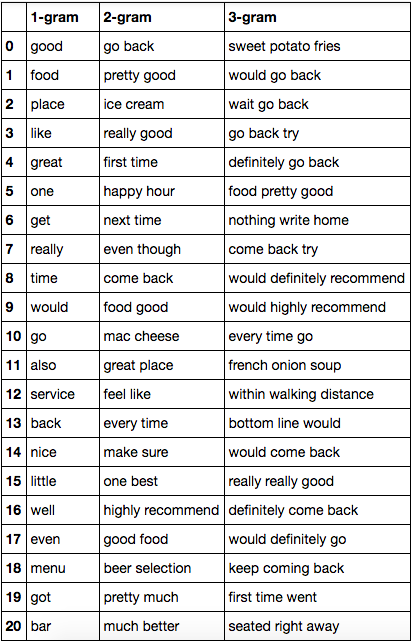 1-gram 2-gram 3-gram
0 good go back sweet potato fries
1 food pretty good would go back
2 place ice cream wait go back
3 like really good go back try
4 great first time definitely go back
5 one happy hour food pretty good
6 get next time nothing write home
7 really even though come back try
8 time come back would definitely recommend
9 would food good would highly recommend
10 go mac cheese every time go
11 also great place french onion soup
12 service feel like within walking distance
13 back every time bottom line would
14 nice make sure would come back
15 little one best really really good
16 well highly recommend definitely come back
17 even good food would definitely go
18 menu beer selection keep coming back
19 got pretty much first time went
20 bar much better seated right away